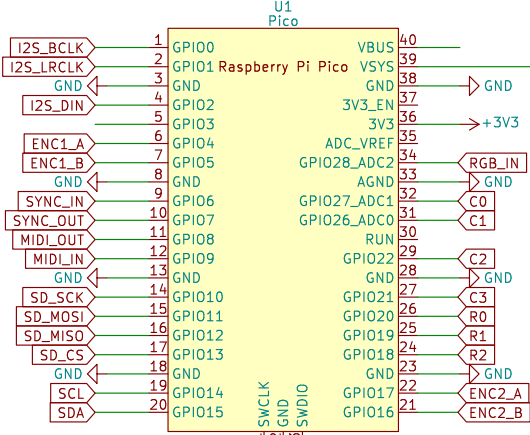 U1
Pico
Raspberry Pi Pico
I2S_BCLK 1 GPIO0 VBUS 40
I2S_LRCLK 2 GPIO1 VSYS 39
GND 3 GND GND 38 GND
I2S_DIN 4 GPIO2 3V3_EN 37
5 GPIO3 3V3 36 +3V3
ENC1_A 6 GPIO4 ADC_VREF 35
ENC1_B 7 GPIO5 GPIO28_ADC2 34 RGB_IN
GND 8 GND AGND 33 GND
SYNC_IN 9 GPIO6 GPIO27_ADC1 32 C0
SYNC_OUT 10 GPIO7 GPIO26_ADC0 31 C1
MIDI_OUT 11 GPIO8 RUN 30
MIDI_IN 12 GPIO9 GPIO22 29 C2
GND 13 GND GND 28 GND
SD_SCK 14 GPIO10 GPIO21 27 C3
SD_MOSI 15 GPIO11 GPIO20 26 R0
SD_MISO 16 GPIO12 GPIO19 25 R1
SD_CS 17 GPIO13 GPIO18 24 R2
GND 18 GND GND 23 GND
SCL 19 GPIO14 GPIO17 22 ENC2_A
SDA 20 GPIO15 GPIO16 21 ENC2_B
SWCLK
GND
SWDIO